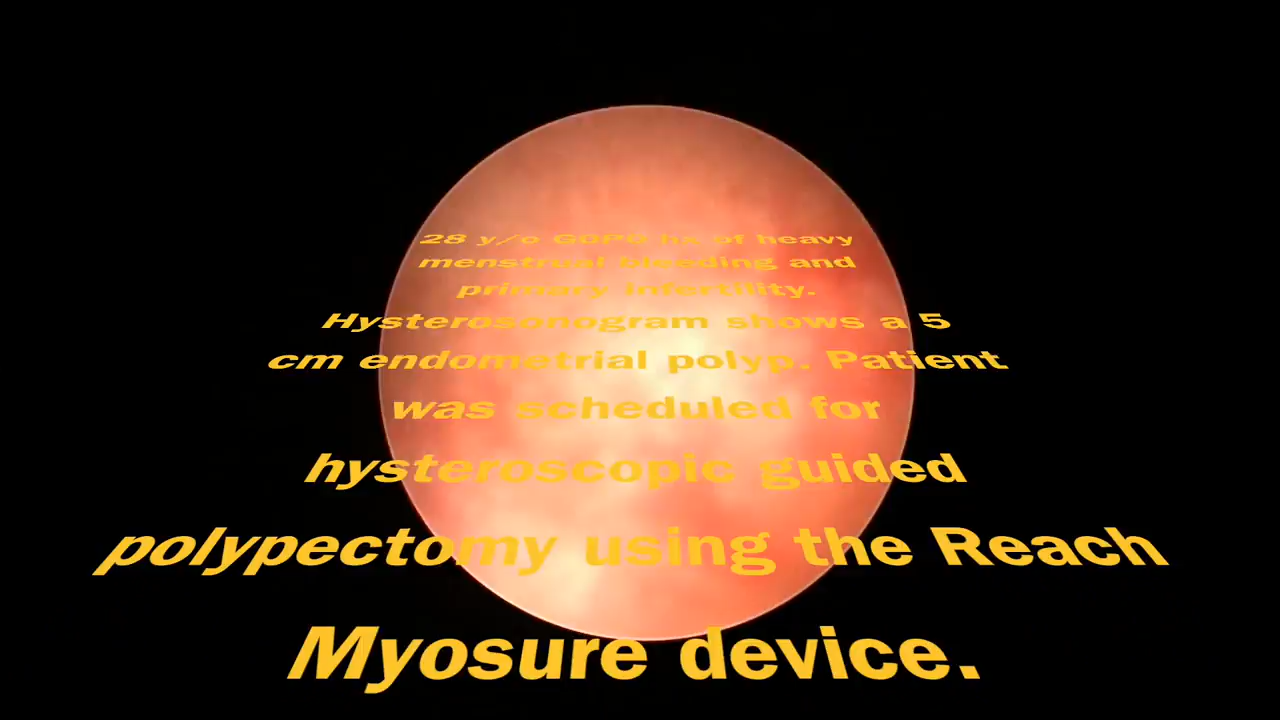 28 y/o G0P0 hx of heavy
menstrual bleeding and
primary infertility.
Hysterosonogram shows a 5
cm endometrial polyp. Patient
was scheduled for
hysteroscopic guided
polypectomy using the Reach
Myosure device.